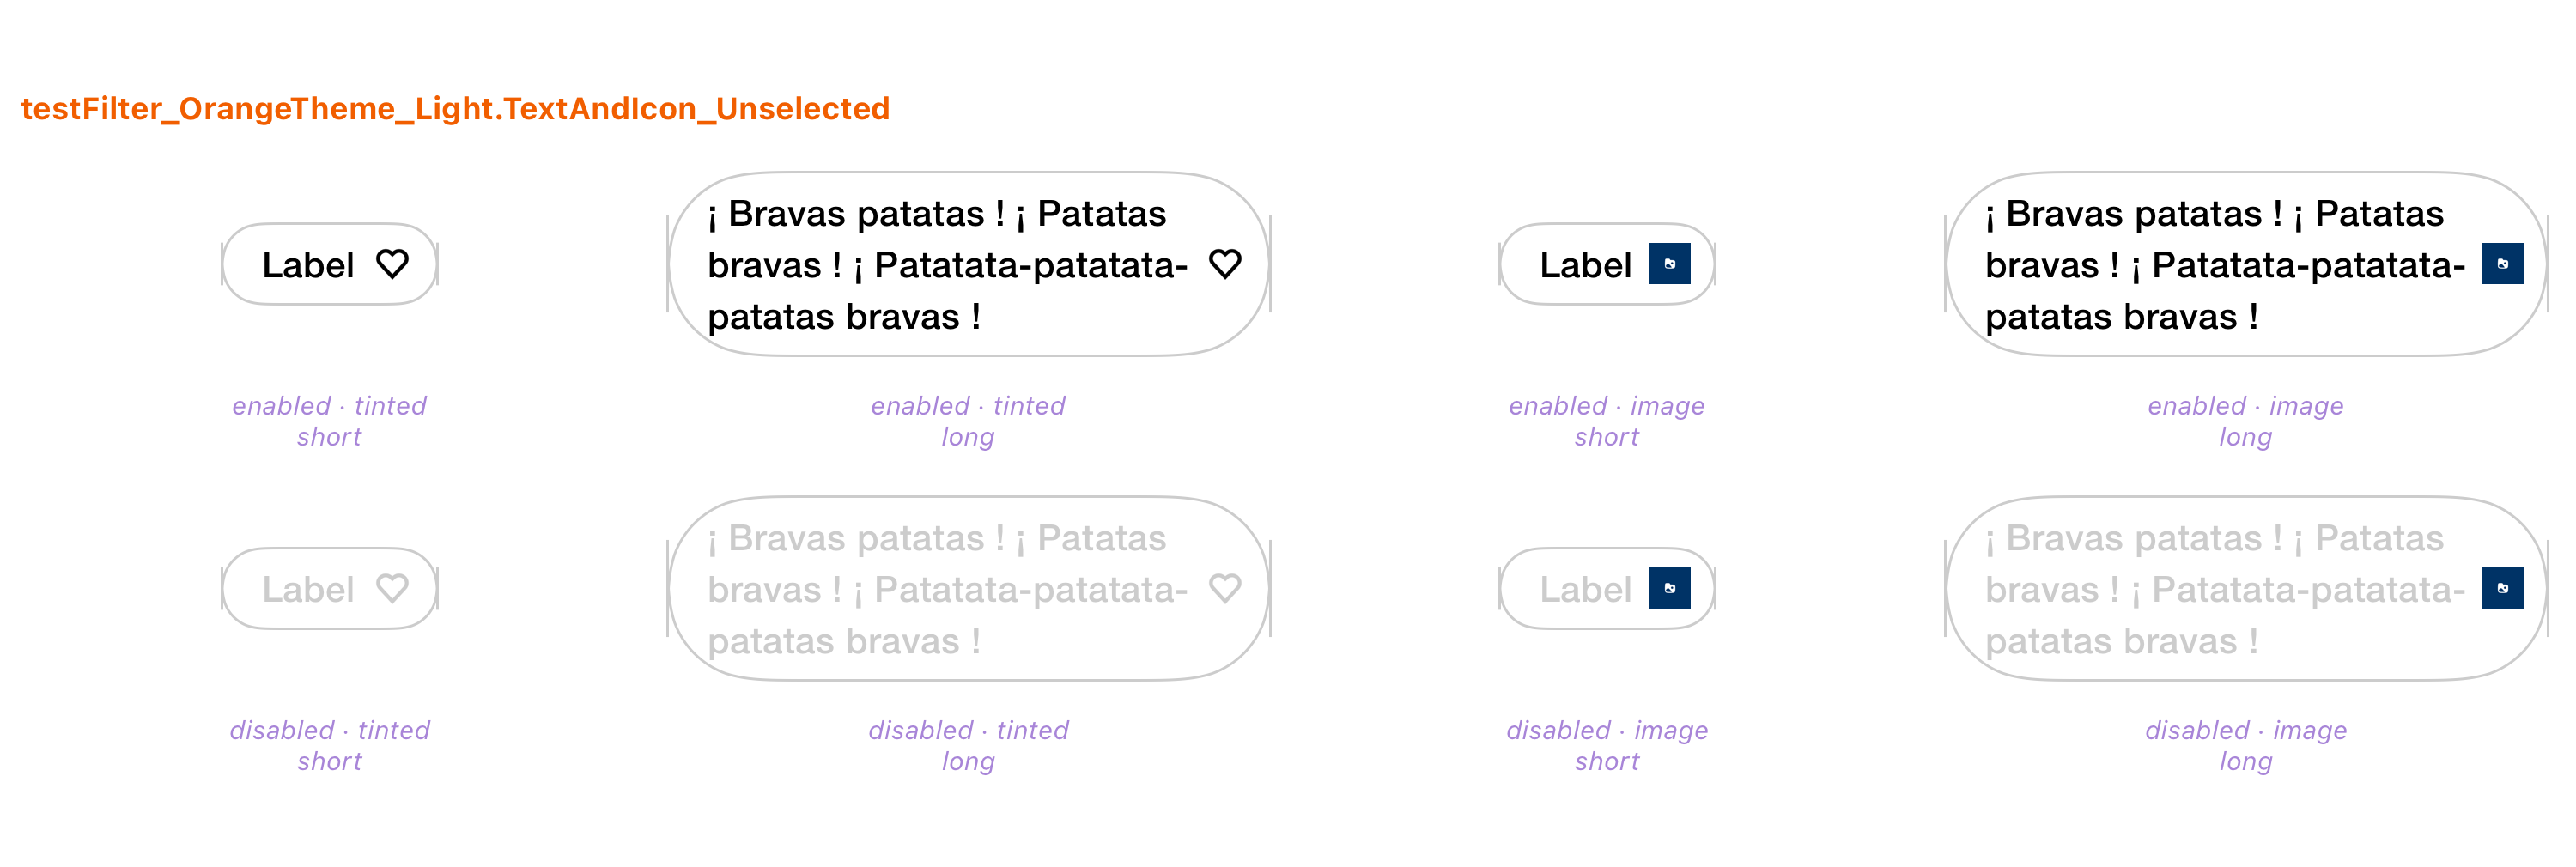 testFilter_OrangeTheme_Light.TextAndIcon_Unselected
Label
¡ Bravas patatas ! ¡ Patatas
bravas ! ¡ Patatata-patatata-
patatas bravas !
Label
¡ Bravas patatas ! ¡ Patatas
bravas ! ¡ Patatata-patatata-
patatas bravas !
enabled · tinted
short
enabled · tinted
long
enabled · image
short
enabled · image
long
Label
¡ Bravas patatas ! ¡ Patatas
bravas ! ¡ Patatata-patatata-
patatas bravas !
Label
¡ Bravas patatas ! ¡ Patatas
bravas ! ¡ Patatata-patatata-
patatas bravas !
disabled · tinted
short
disabled · tinted
long
disabled · image
short
disabled · image
long